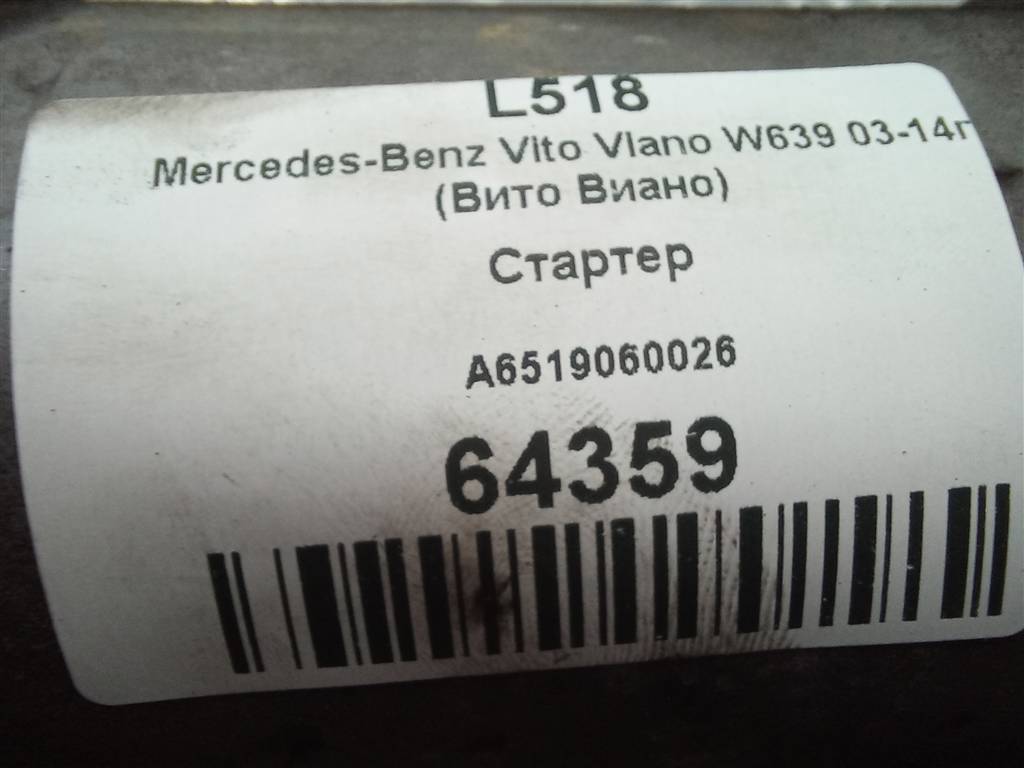 L518
Mercedes-Benz Vito Viano W639 03-14г
(Вито Виано)
Стартер
A6519060026
64359